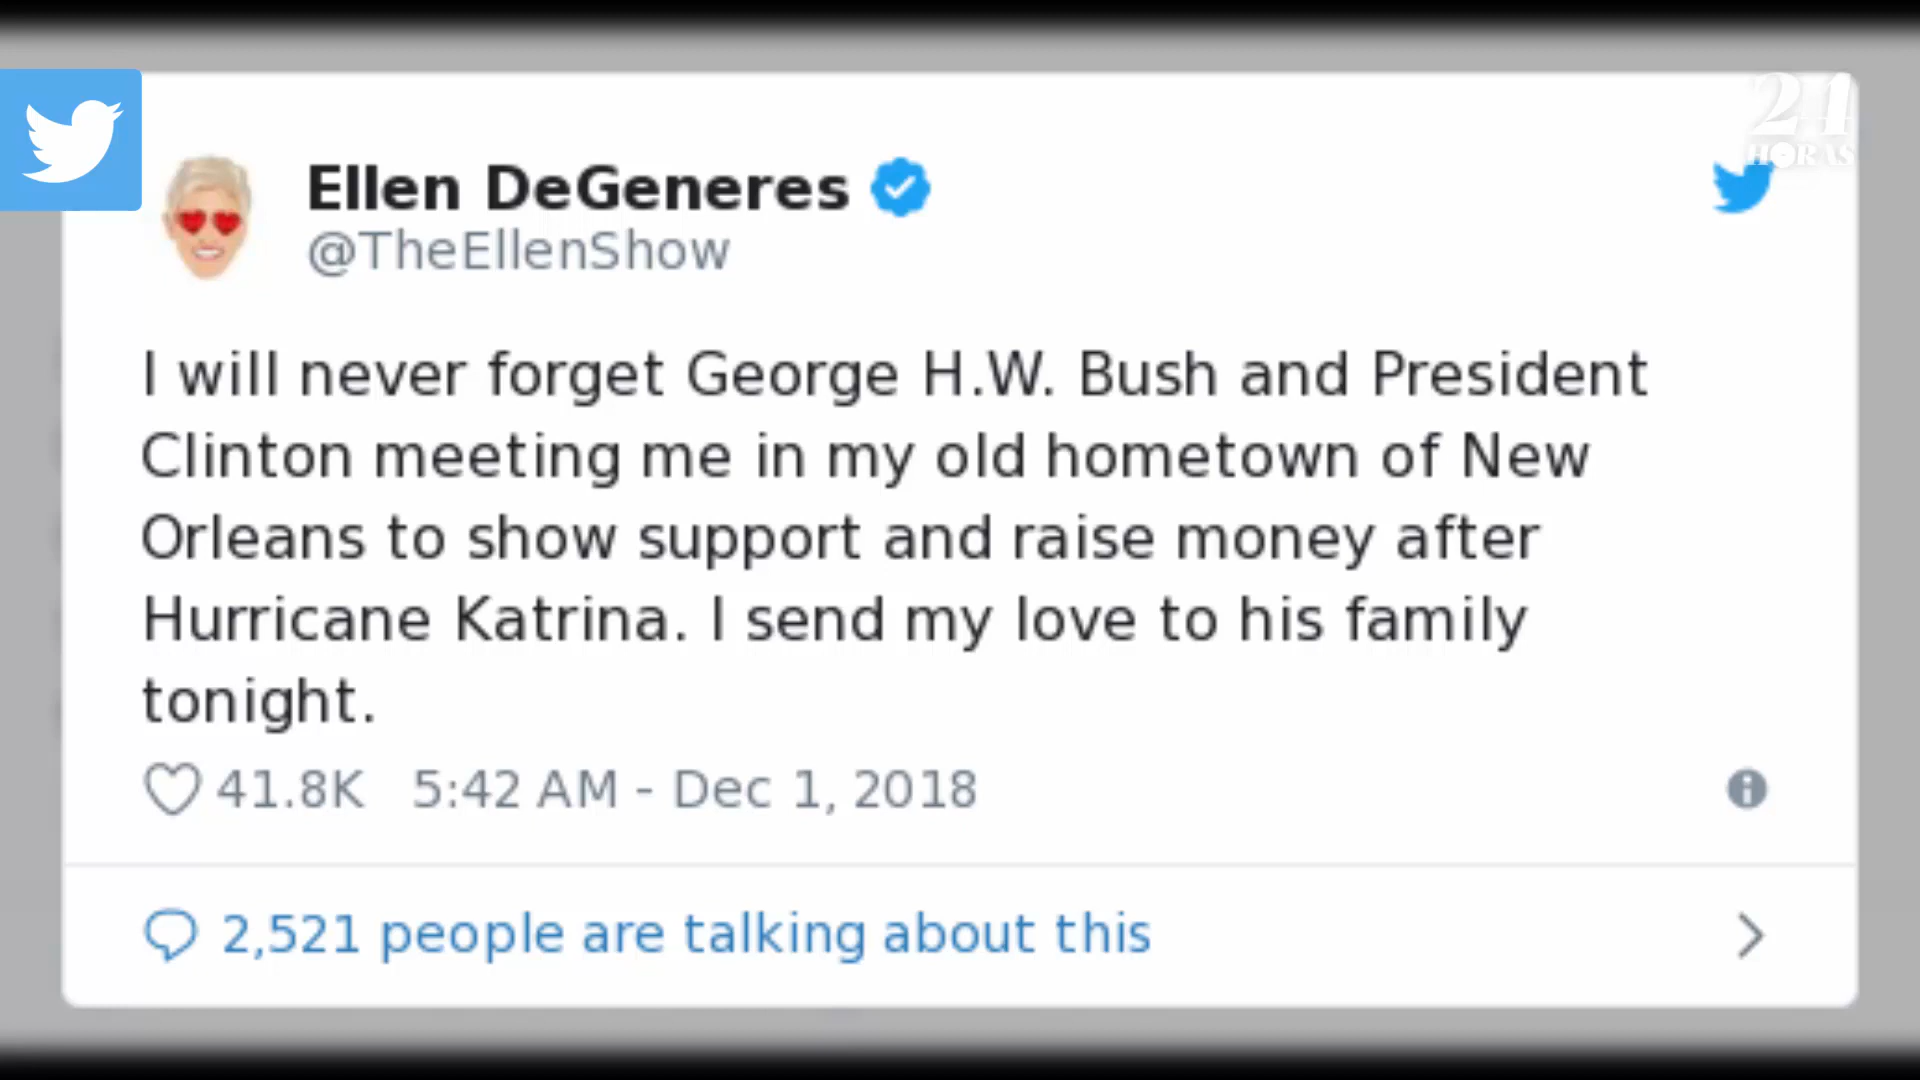 24
HORAS
Ellen DeGeneres
@TheEllenShow
I will never forget George H.W. Bush and President
Clinton meeting me in my old hometown of New
Orleans to show support and raise money after
Hurricane Katrina. I send my love to his family
tonight.
41.8K 5:42 AM - Dec 1, 2018
2,521 people are talking about this